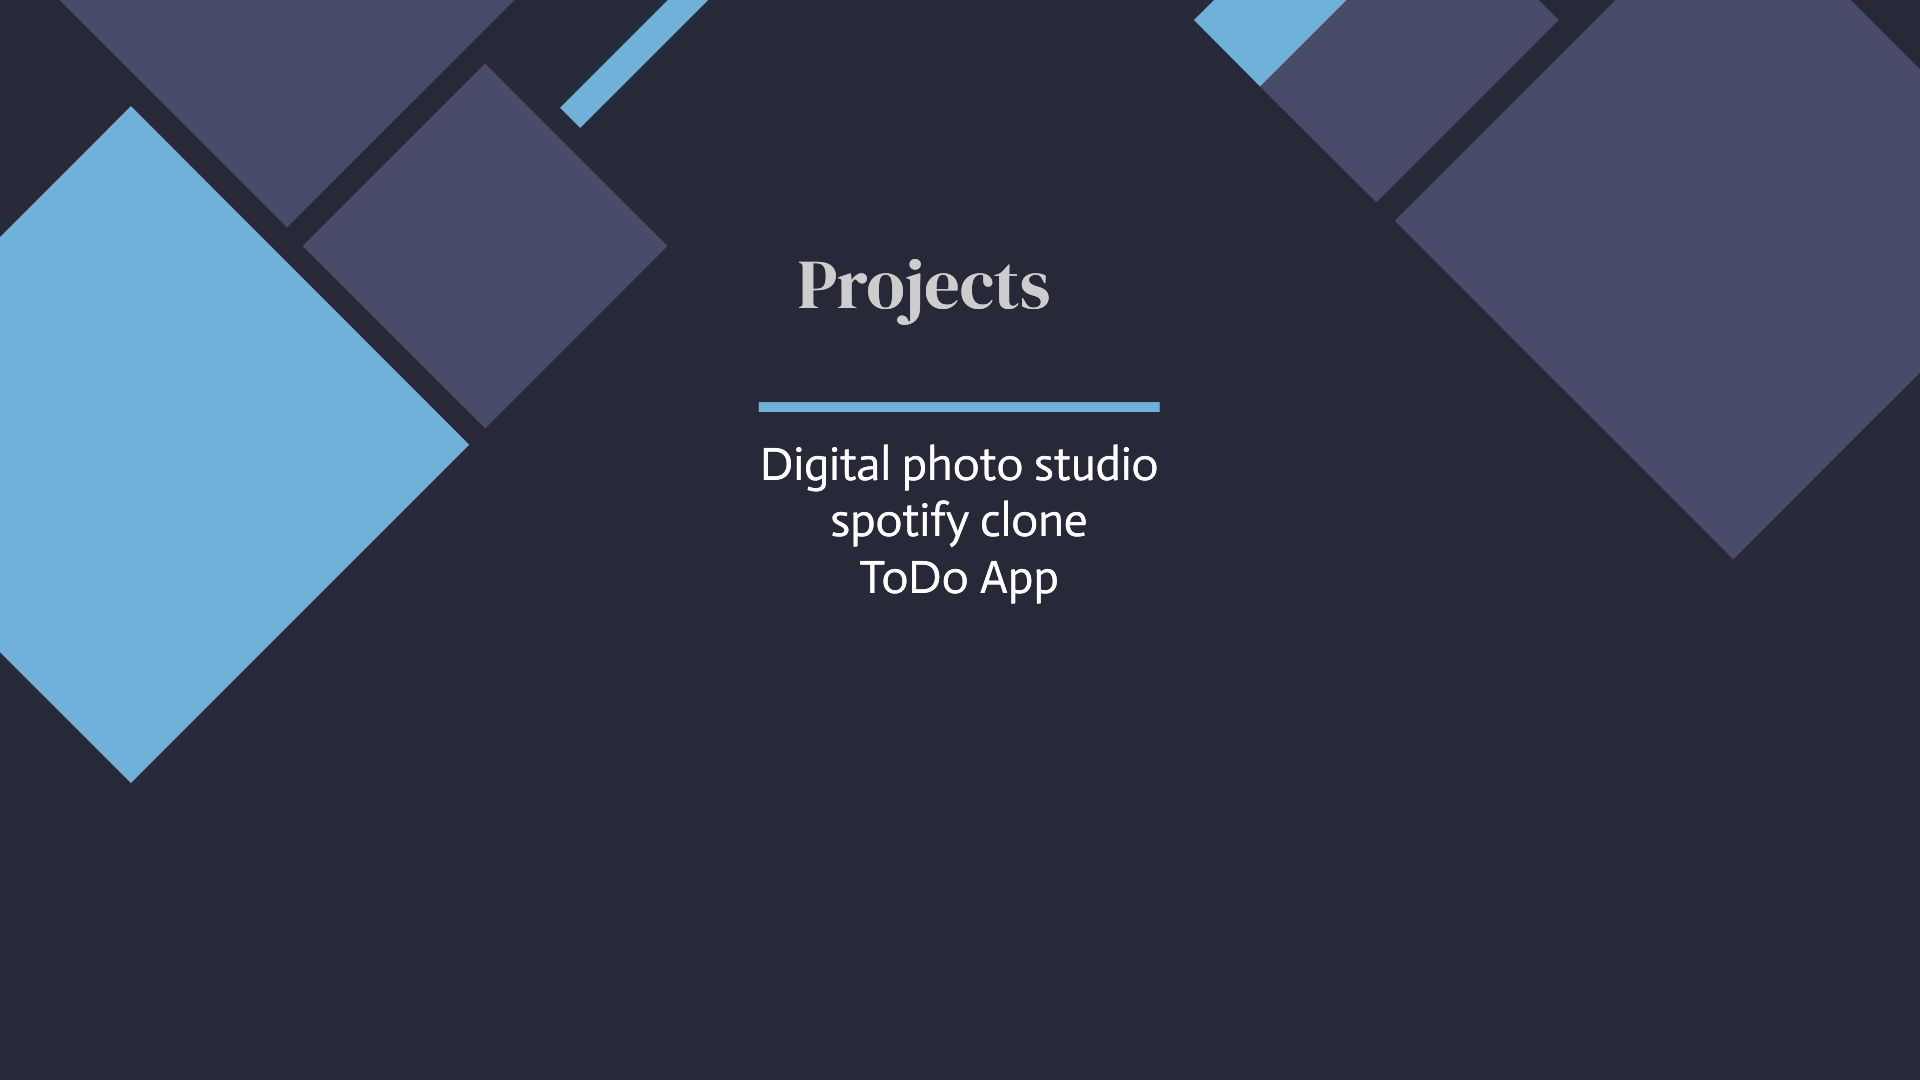 Projects
Digital photo studio
spotify clone
ToDo App